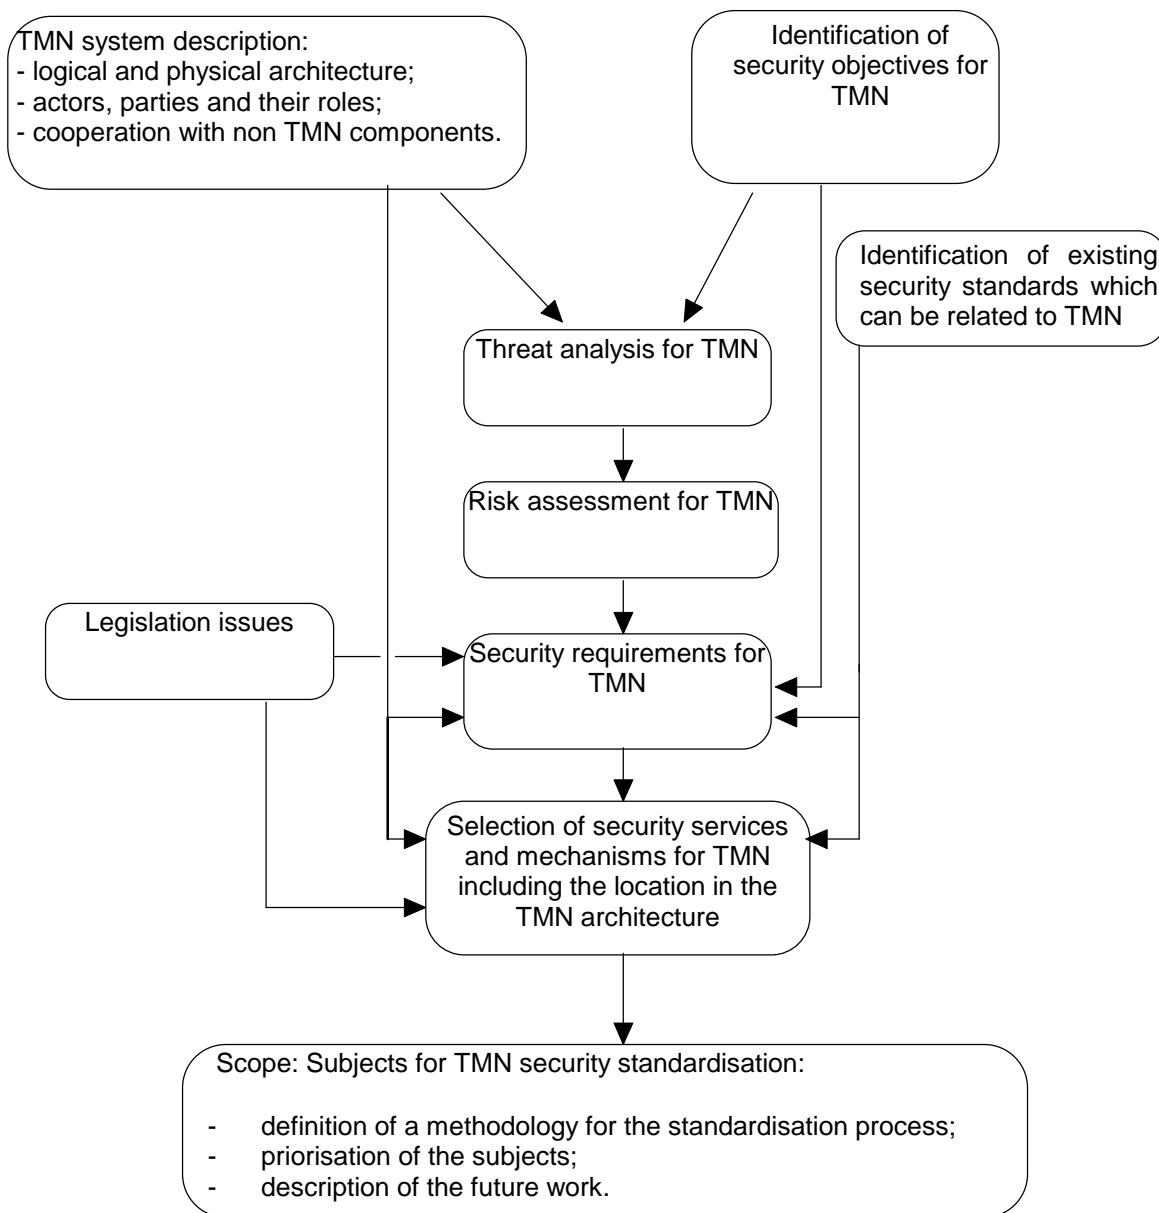 TMN system description:
- logical and physical architecture;
- actors, parties and their roles;
- cooperation with non TMN components.
Identification of
security objectives for
TMN
Identification of existing
security standards which
can be related to TMN
Threat analysis for TMN
Risk assessment for TMN
Legislation issues
Security requirements for
TMN
Selection of security services
and mechanisms for TMN
including the location in the
TMN architecture
Scope: Subjects for TMN security standardisation:
- definition of a methodology for the standardisation process;
- priorisation of the subjects;
- description of the future work.